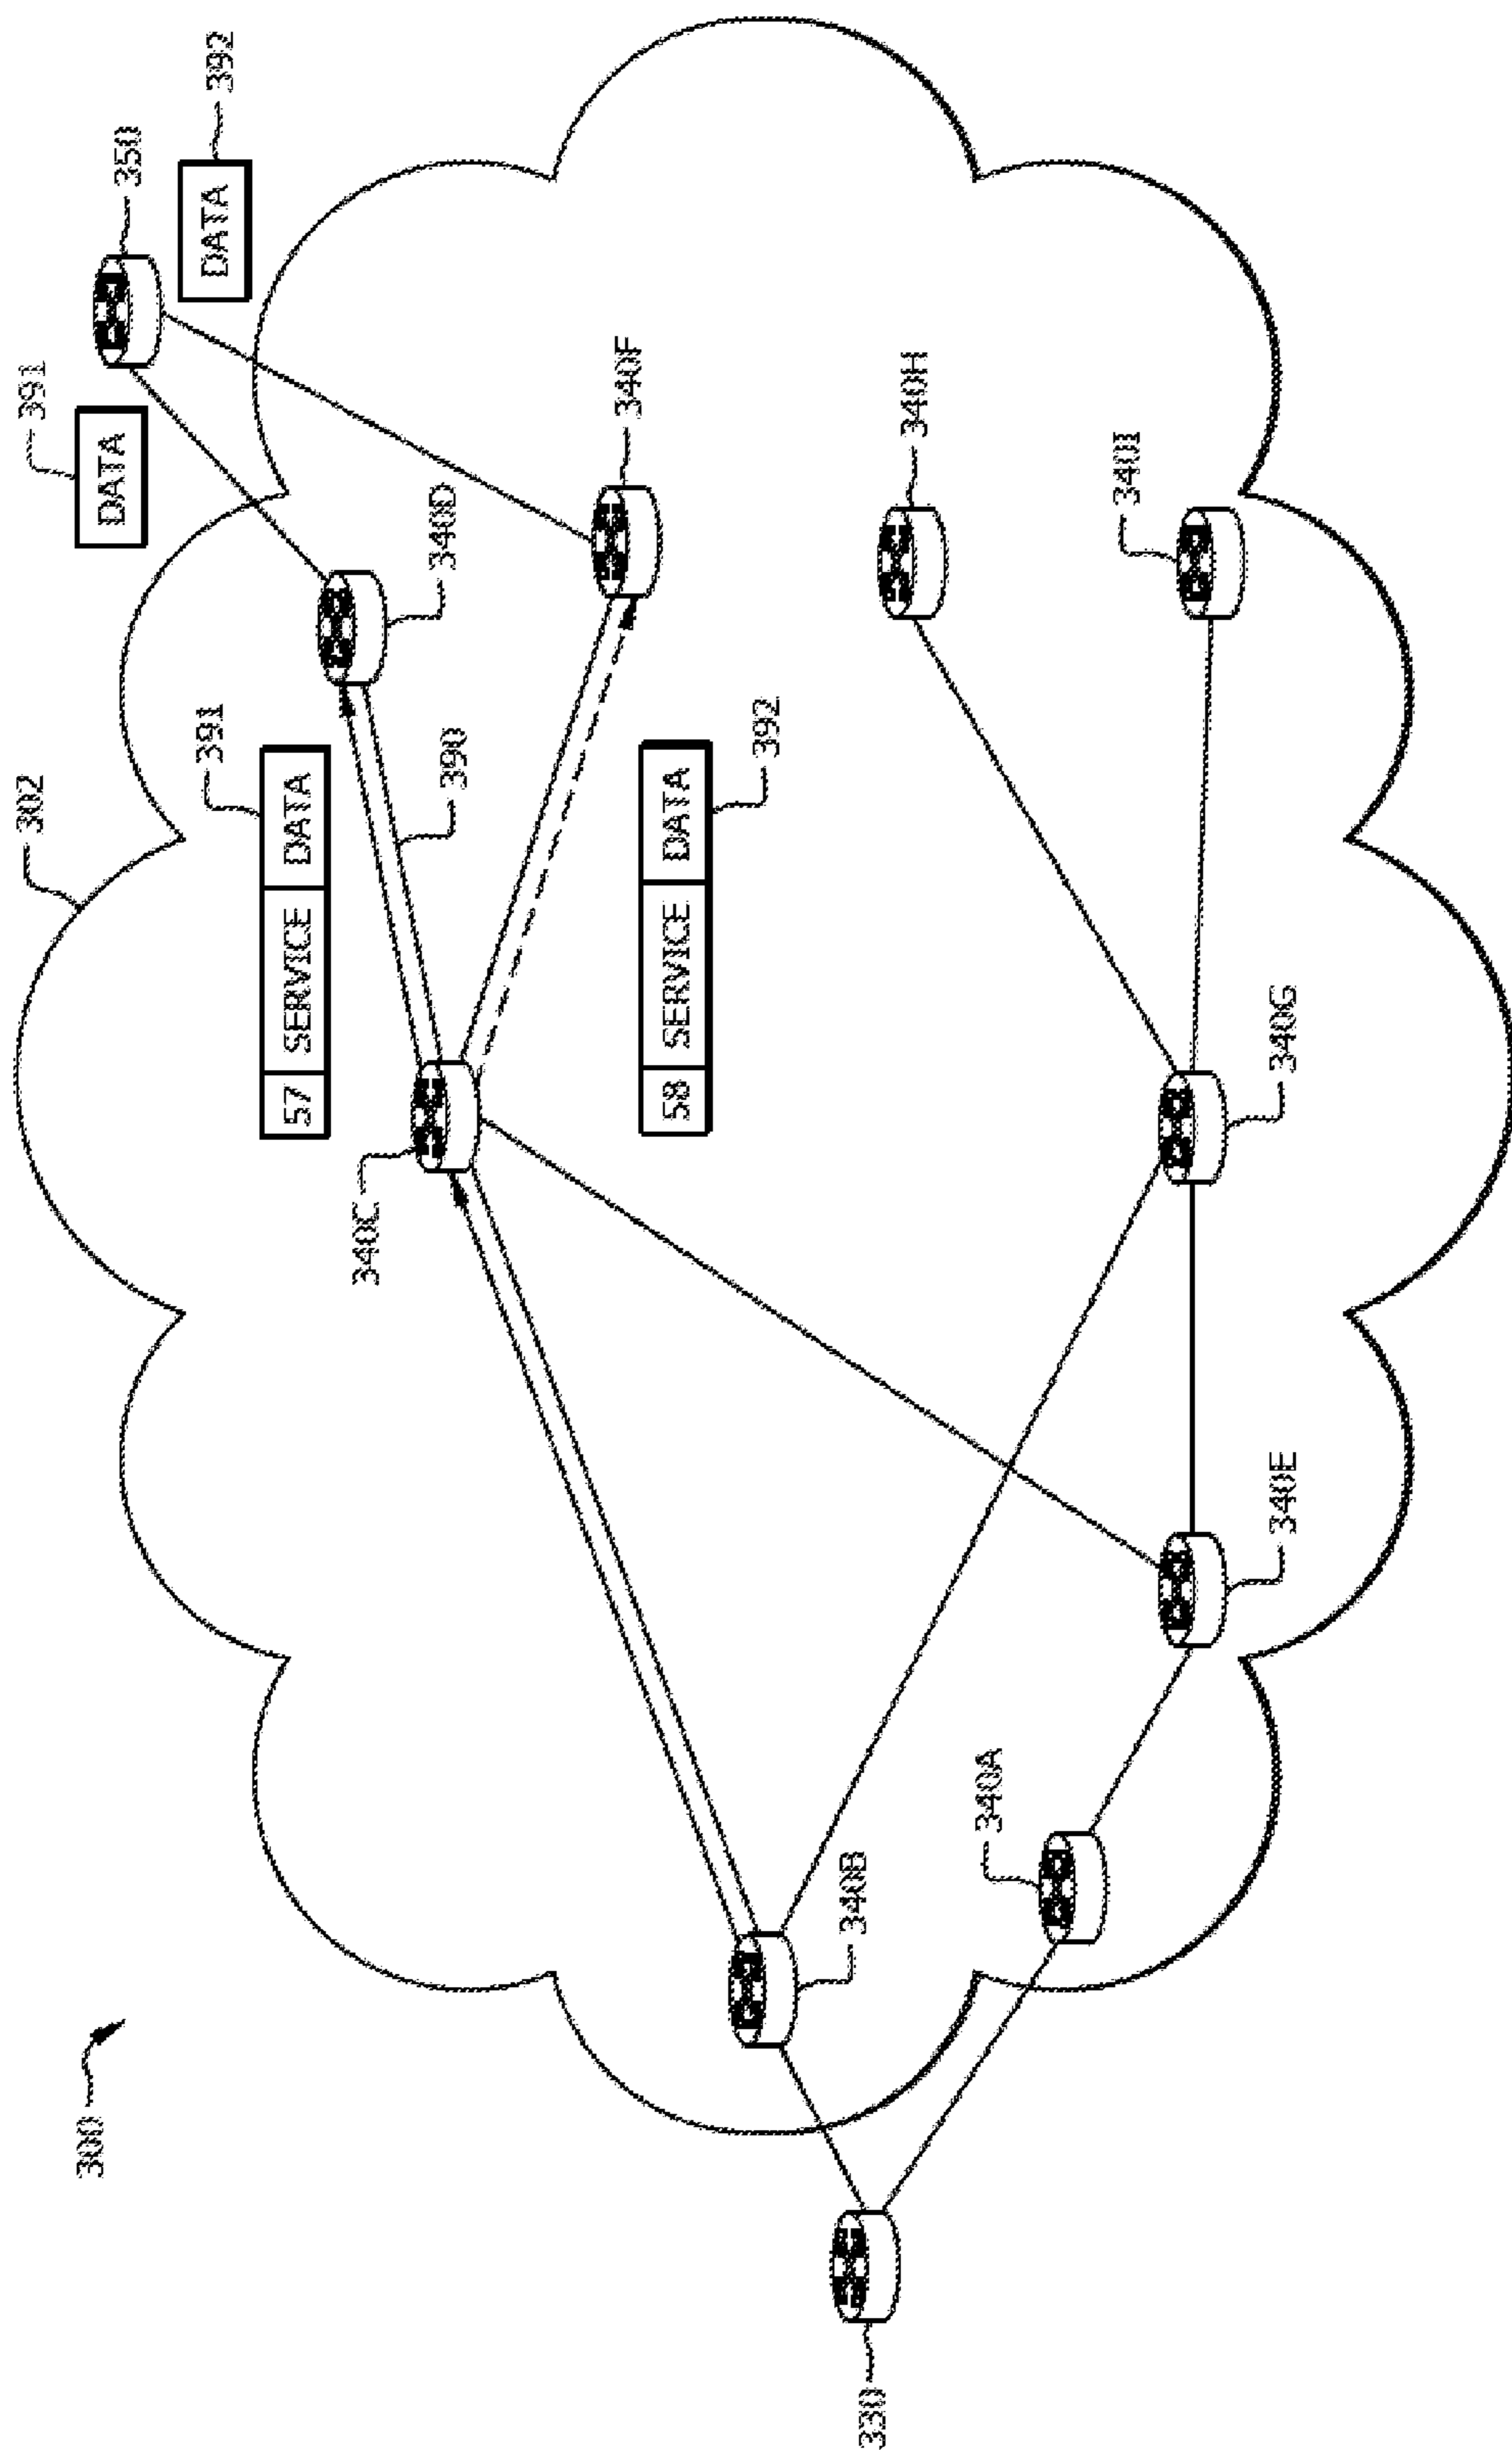 300
302
391
DATA
350
DATA
392
57 SERVICE DATA
391
340D
340C
390
340F
58 SERVICE DATA
392
340H
340B
340A
340I
330
340E
340G